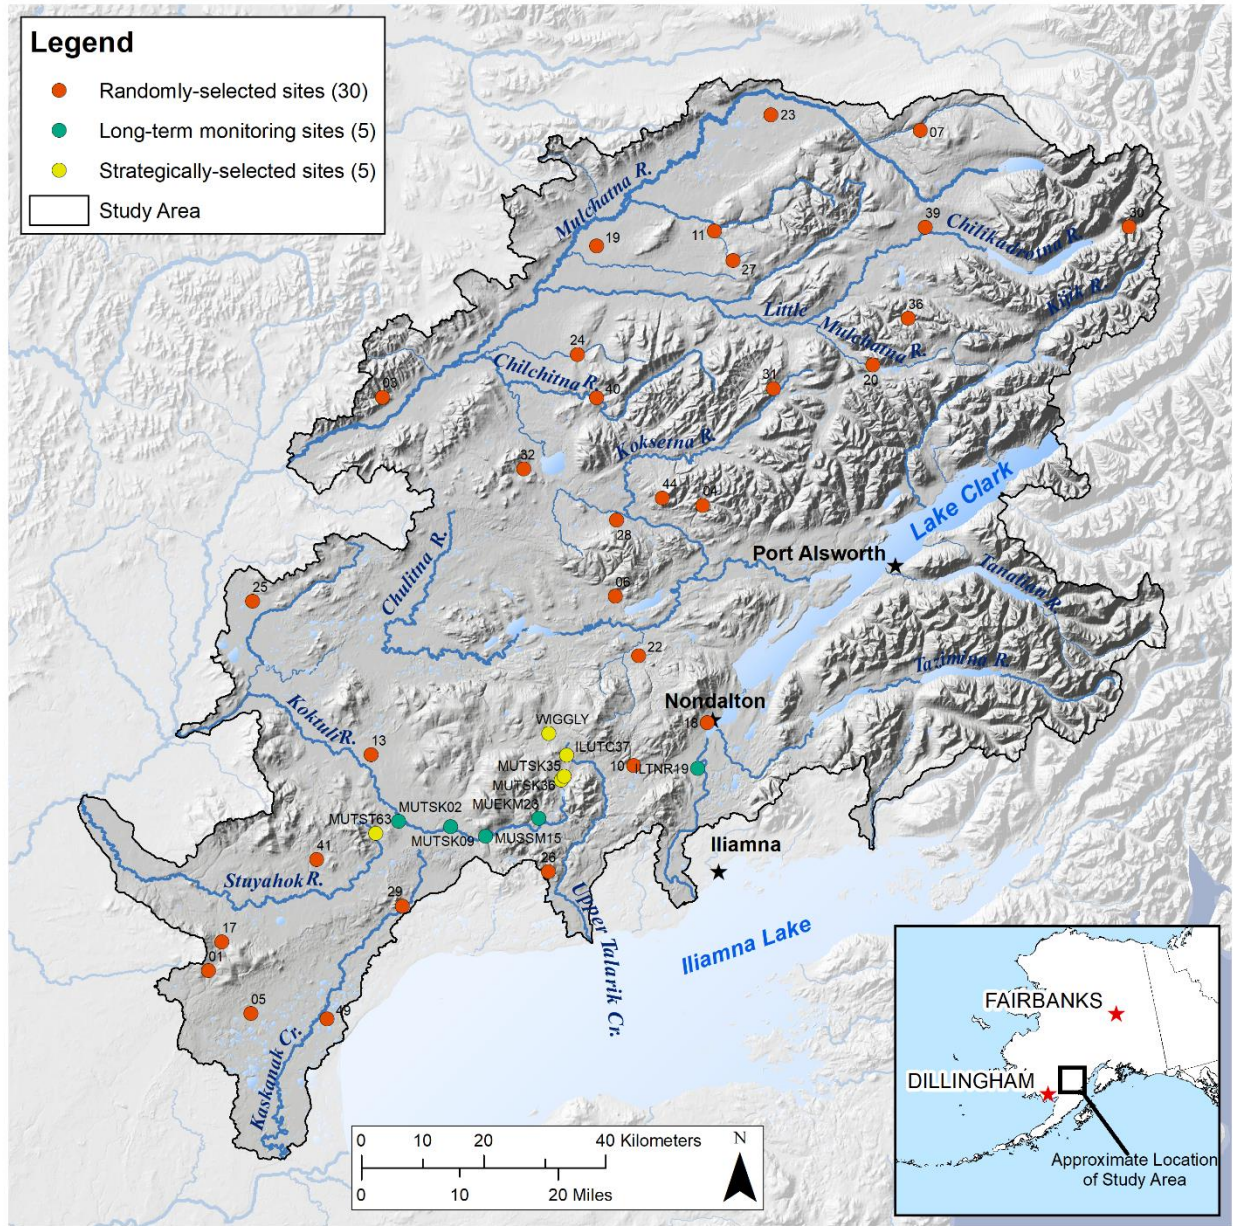 Legend
Randomly-selected sites (30)
Long-term monitoring sites (5)
Strategically-selected sites (5)
Study Area
23
07
Mulchatna R.
39
Chilikadrotna R.
30
19
11
27
Kijik R.
Little
Mulchatna R.
36
24
20
Chilchitna R.
31
03
40
Koksetna R.
32
44
04
Lake Clark
28
Chulitna R.
Port Alsworth
Tanalian R.
25
06
22
Tazimina R.
Nondalton
18
Koktuli R.
WIGGLY
13
ILUTC37
MUTSK35
10
ILTNR19
MUTSK36
MUEKM23
MUTSK02
MUTST63
MUTSK09
MUSSM15
Iliamna
41
26
Stuyahok R.
29
Upper Talarik Cr.
17
Iliamna Lake
01
05
49
Kaskanak Cr.
FAIRBANKS
DILLINGHAM
Approximate Location
of Study Area
0 10 20 40 Kilometers
0 10 20 Miles
N